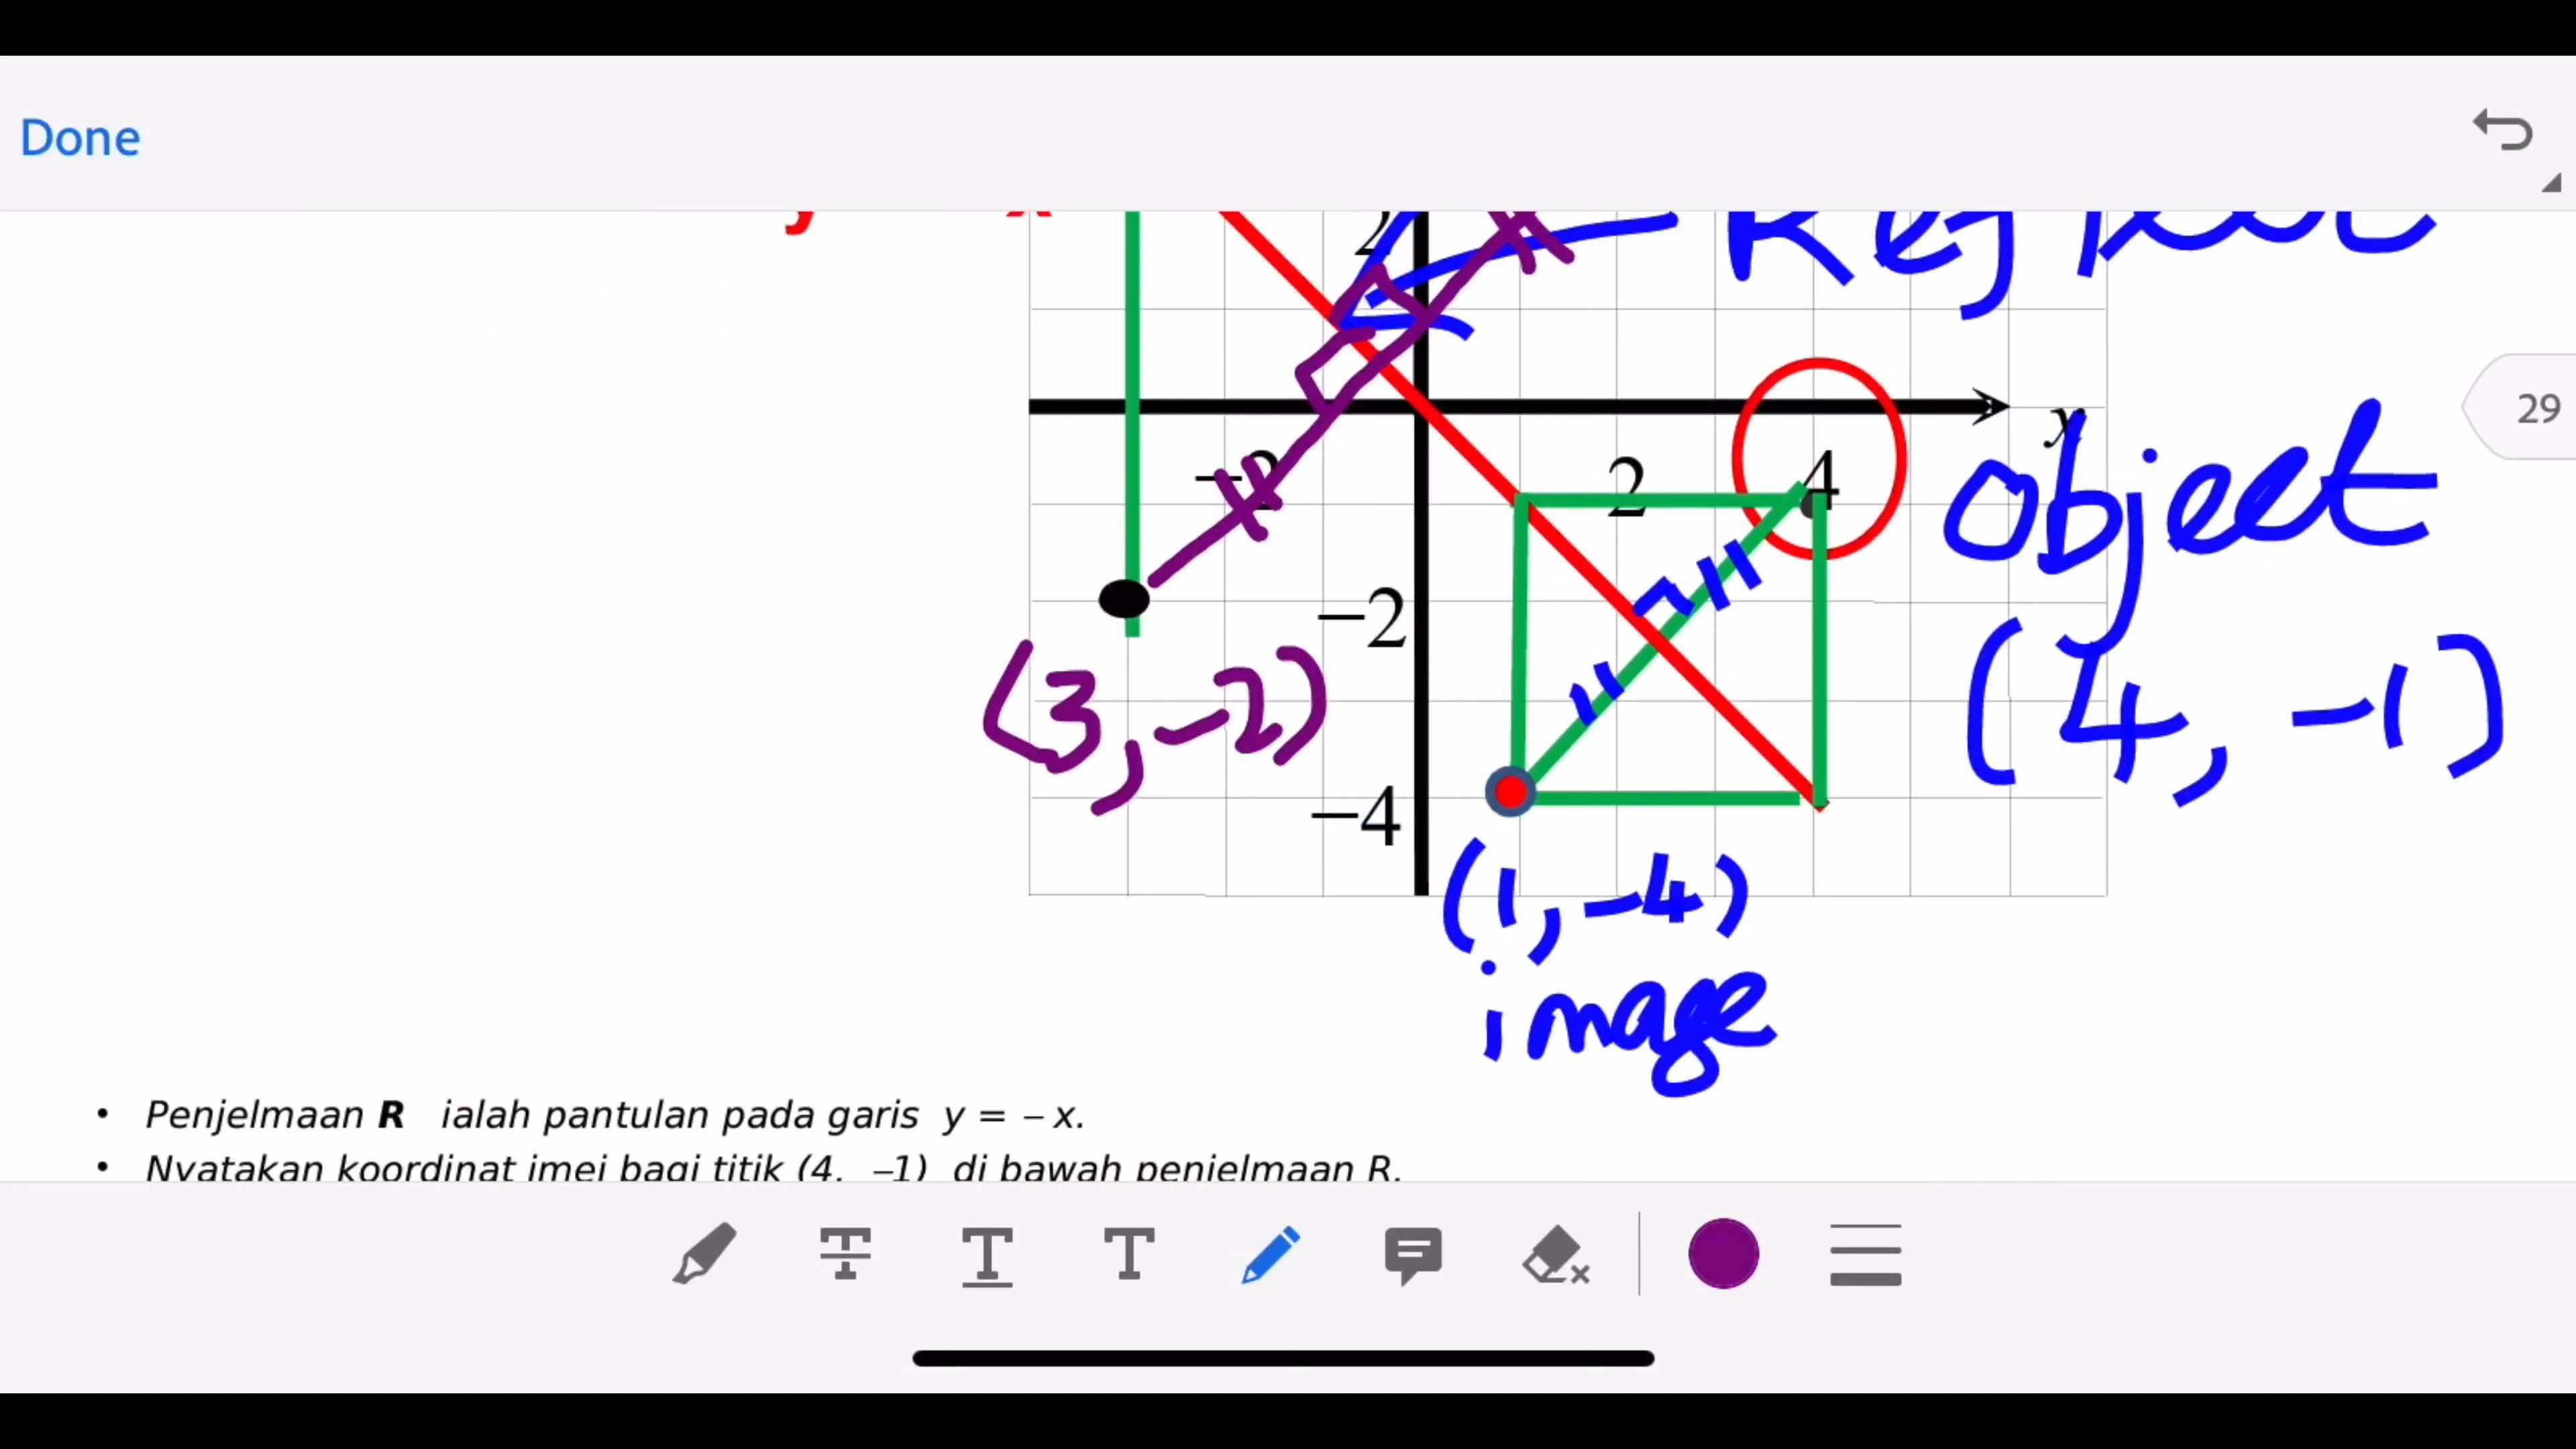 Done
2
29
x
-2
2
4
object
−2
(3,-2)
(4, -1)
−4
(1,-4)
image
• Penjelmaan R ialah pantulan pada garis y = – x.
• Nyatakan koordinat imej bagi titik (4, –1) di bawah penjelmaan R.